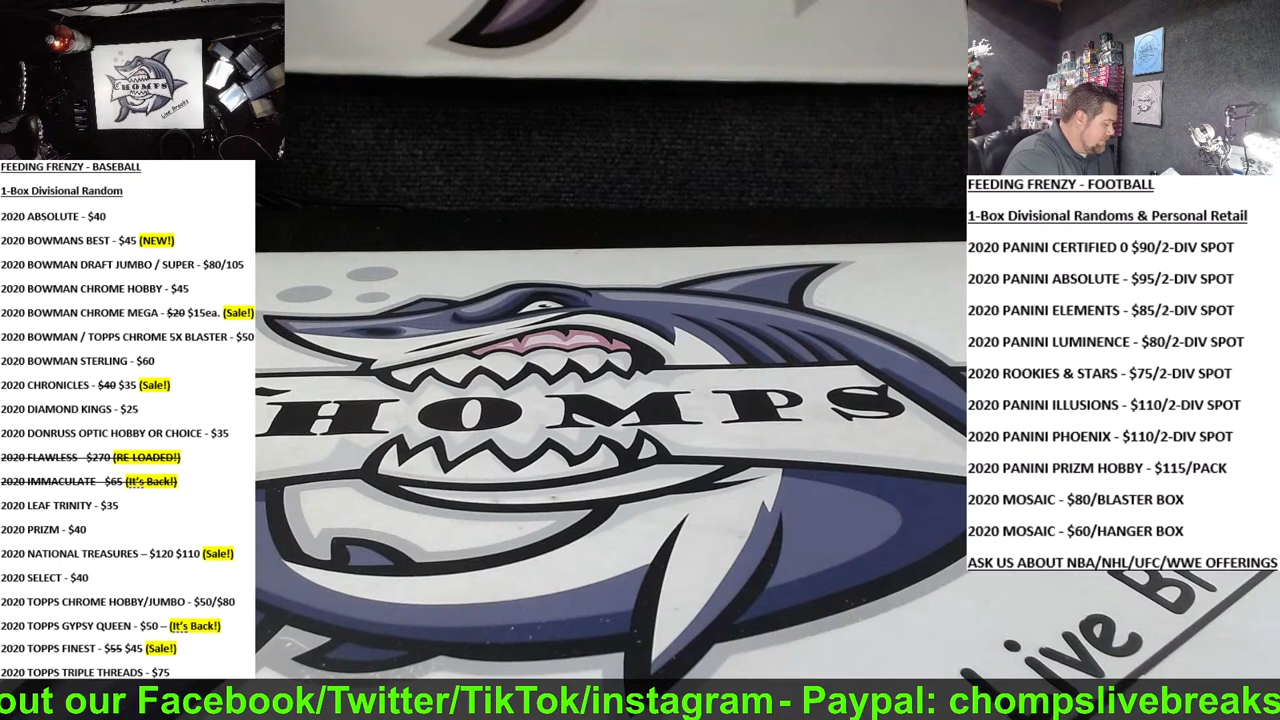 CHOMPS
Live Breaks
FEEDING FRENZY - BASEBALL
1-Box Divisional Random
2020 ABSOLUTE - $40
2020 BOWMANS BEST - $45 (NEW!)
2020 BOWMAN DRAFT JUMBO / SUPER - $80/105
2020 BOWMAN CHROME HOBBY - $45
2020 BOWMAN CHROME MEGA - $20 $15ea. (Sale!)
2020 BOWMAN / TOPPS CHROME 5X BLASTER - $50
2020 BOWMAN STERLING - $60
2020 CHRONICLES - $40 $35 (Sale!)
2020 DIAMOND KINGS - $25
2020 DONRUSS OPTIC HOBBY OR CHOICE - $35
2020 FLAWLESS - $270 (RE-LOADED!)
2020 IMMACULATE - $65 (It's Back!)
2020 LEAF TRINITY - $35
2020 PRIZM - $40
2020 NATIONAL TREASURES – $120 $110 (Sale!)
2020 SELECT - $40
2020 TOPPS CHROME HOBBY/JUMBO - $50/$80
2020 TOPPS GYPSY QUEEN - $50 – (It's Back!)
2020 TOPPS FINEST - $55 $45 (Sale!)
2020 TOPPS TRIPLE THREADS - $75
CHOMPS
Live Br
FEEDING FRENZY - FOOTBALL
1-Box Divisional Randoms & Personal Retail
2020 PANINI CERTIFIED 0 $90/2-DIV SPOT
2020 PANINI ABSOLUTE - $95/2-DIV SPOT
2020 PANINI ELEMENTS - $85/2-DIV SPOT
2020 PANINI LUMINENCE - $80/2-DIV SPOT
2020 ROOKIES & STARS - $75/2-DIV SPOT
2020 PANINI ILLUSIONS - $110/2-DIV SPOT
2020 PANINI PHOENIX - $110/2-DIV SPOT
2020 PANINI PRIZM HOBBY - $115/PACK
2020 MOSAIC - $80/BLASTER BOX
2020 MOSAIC - $60/HANGER BOX
ASK US ABOUT NBA/NHL/UFC/WWE OFFERINGS
out our Facebook/Twitter/TikTok/instagram - Paypal: chompslivebreaks